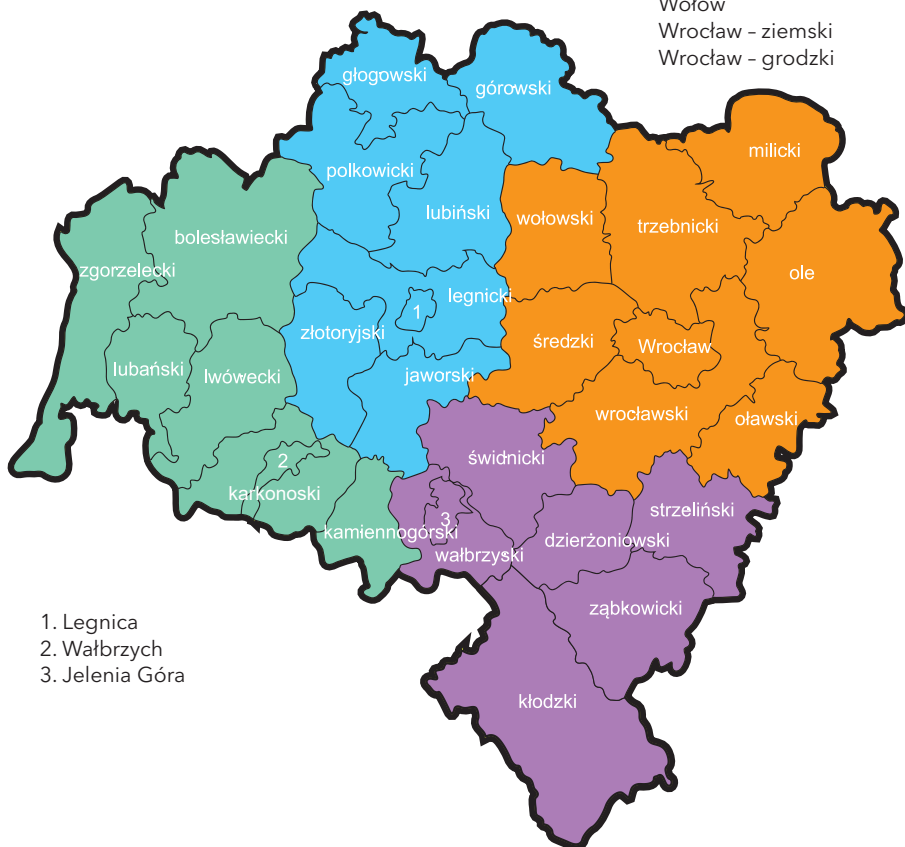 Wołów
Wrocław – ziemski
Wrocław – grodzki
głogowski
górowski
milicki
polkowicki
lubiński
wołowski
trzebnicki
bolesławiecki
zgorzelecki
ole
legnicki
1
złotoryjski
średzki
Wrocław
lubański
lwówecki
jaworski
wrocławski
oławski
świdnicki
2
karkonoski
strzeliński
3
kamiennogórski
dzierżoniowski
wałbrzyski
ząbkowicki
kłodzki
1. Legnica
2. Wałbrzych
3. Jelenia Góra